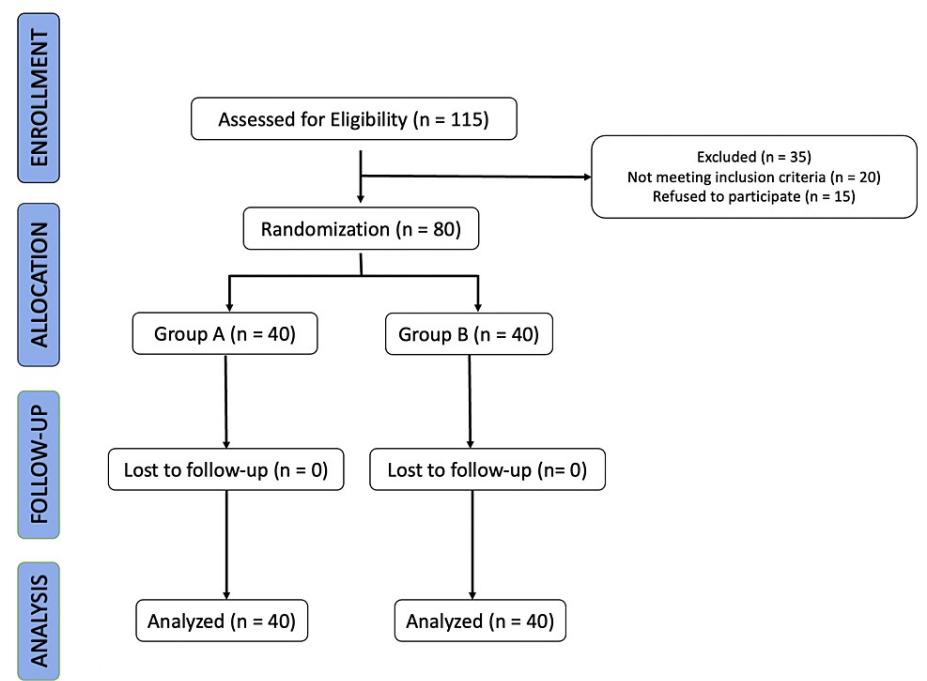 ENROLLMENT
Assessed for Eligibility (n = 115)
Excluded (n = 35)
Not meeting inclusion criteria (n = 20)
Refused to participate (n = 15)
ALLOCATION
Randomization (n = 80)
Group A (n = 40)
Group B (n = 40)
FOLLOW-UP
Lost to follow-up (n = 0)
Lost to follow-up (n= 0)
ANALYSIS
Analyzed (n = 40)
Analyzed (n = 40)